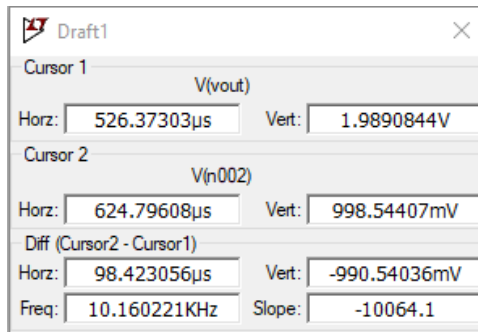 Draft1
Cursor 1
V(vout)
Horz: 526.37303µs Vert: 1.9890844V
Cursor 2
V(n002)
Horz: 624.79608µs Vert: 998.54407mV
Diff (Cursor2 - Cursor1)
Horz: 98.423056µs Vert: -990.54036mV
Freq: 10.160221KHz Slope: -10064.1